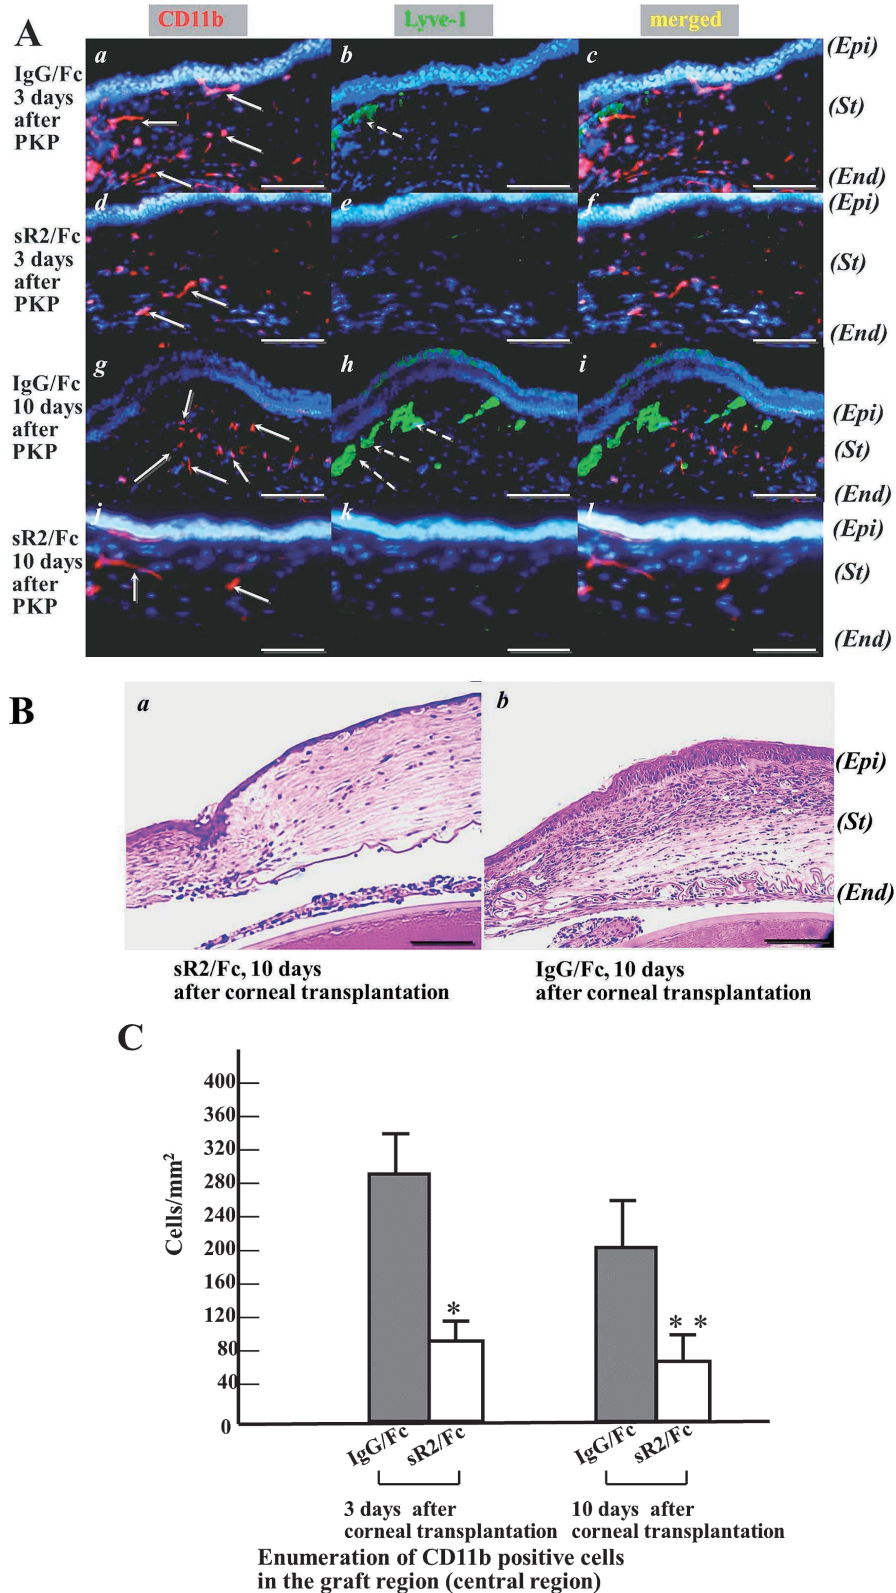 CD11b Lyve-1 merged
A
a b c (Epi)
IgG/Fc
3 days
after
PKP
(St)
(End)
d e f (Epi)
sR2/Fc
3 days
after
PKP
(St)
(End)
g h i
IgG/Fc
10 days
after
PKP
(Epi)
(St)
(End)
j k l (Epi)
sR2/Fc
10 days
after
PKP
(St)
(End)
B
a b
(Epi)
(St)
(End)
sR2/Fc, 10 days
after corneal transplantation
IgG/Fc, 10 days
after corneal transplantation
C
Cells/mm²
400
360
320
280
240
200
160
120
80
40
0
*
* *
IgG/Fc sR2/Fc IgG/Fc sR2/Fc
3 days after
corneal transplantation
10 days after
corneal transplantation
Enumeration of CD11b positive cells
in the graft region (central region)